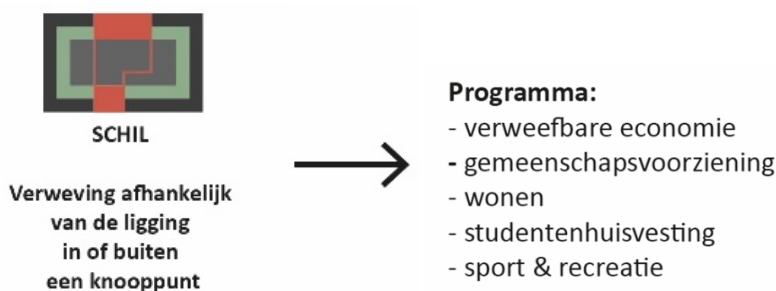 SCHIL
Verweving afhankelijk
van de ligging
in of buiten
een knooppunt
Programma:
- verweefbare economie
- gemeenschapsvoorziening
- wonen
- studentenhuisvesting
- sport & recreatie